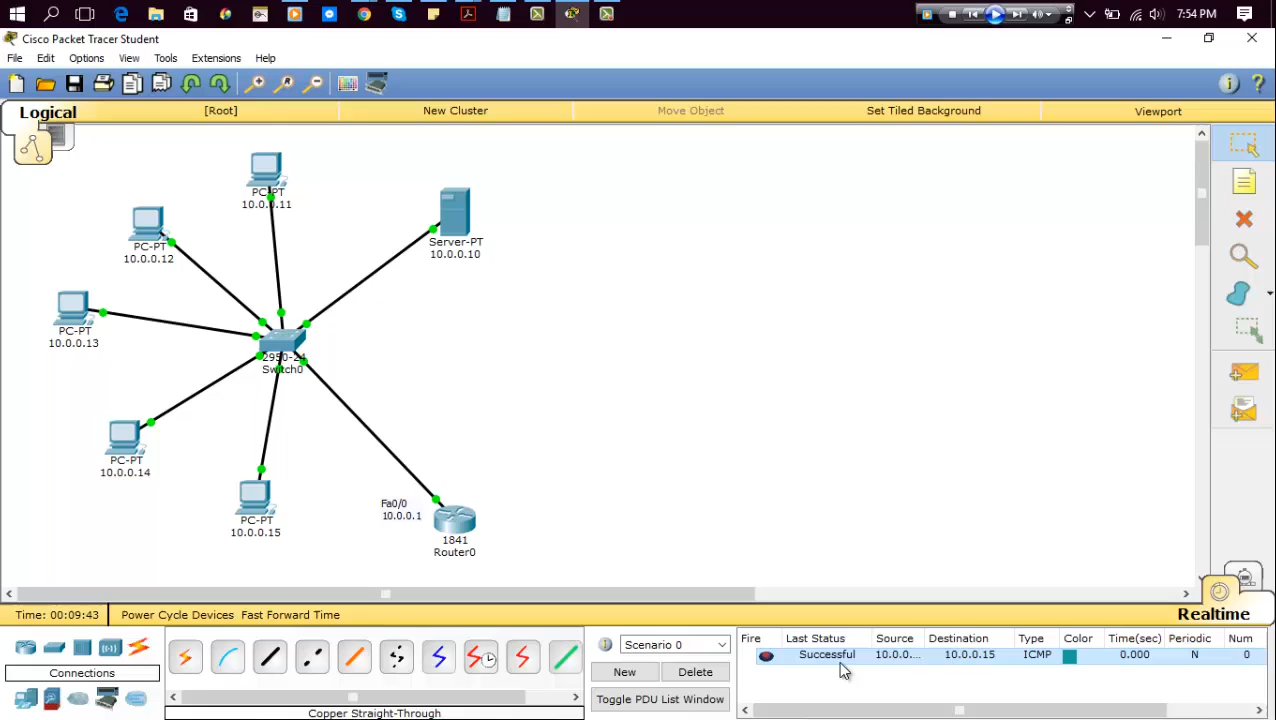 7:54 PM
Cisco Packet Tracer Student
File Edit Options View Tools Extensions Help
Logical [Root] New Cluster Move Object Set Tiled Background Viewport
PC-PT
10.0.0.11
PC-PT
10.0.0.12
Server-PT
10.0.0.10
PC-PT
10.0.0.13
2950-24
Switch0
PC-PT
10.0.0.14
PC-PT
10.0.0.15
Fa0/0
10.0.0.1
1841
Router0
Time: 00:09:43 Power Cycle Devices Fast Forward Time Realtime
Scenario 0
Fire Last Status Source Destination Type Color Time(sec) Periodic Num
Successful 10.0.0... 10.0.0.15 ICMP 0.000 N 0
Connections
New Delete
Toggle PDU List Window
Copper Straight-Through